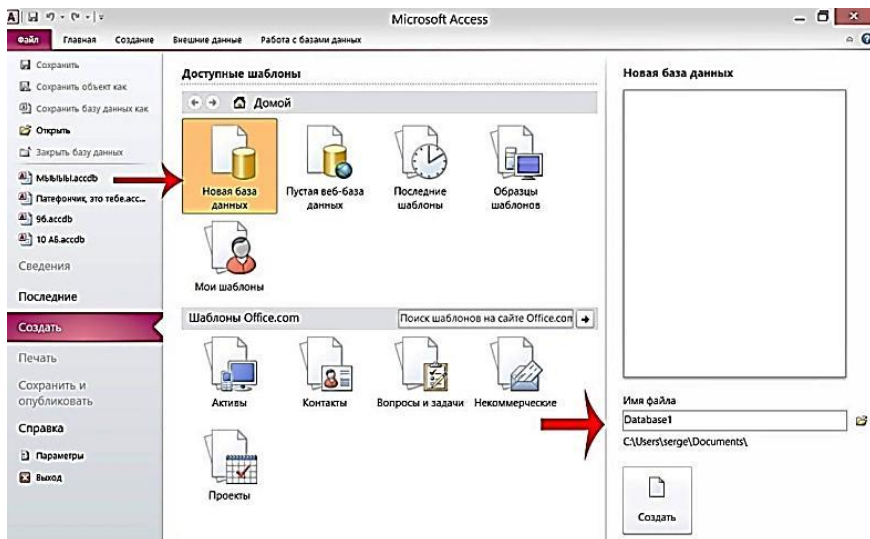 Microsoft Access
Файл Главная Создание Внешние данные Работа с базами данных
Сохранить
Сохранить объект как
Сохранить базу данных как
Открыть
Закрыть базу данных
МЫЫЫЫ.accdb
Патефончик, это тебе.acc...
9б.accdb
10 АБ.accdb
Сведения
Последние
Создать
Печать
Сохранить и
опубликовать
Справка
Параметры
Выход
Доступные шаблоны
Домой
Новая база
данных
Пустая веб-база
данных
Последние
шаблоны
Образцы
шаблонов
Мои шаблоны
Шаблоны Office.com
Поиск шаблонов на сайте Office.com
Активы
Контакты
Вопросы и задачи
Некоммерческие
Проекты
Новая база данных
Имя файла
Database1
C:\Users\serge\Documents\
Создать